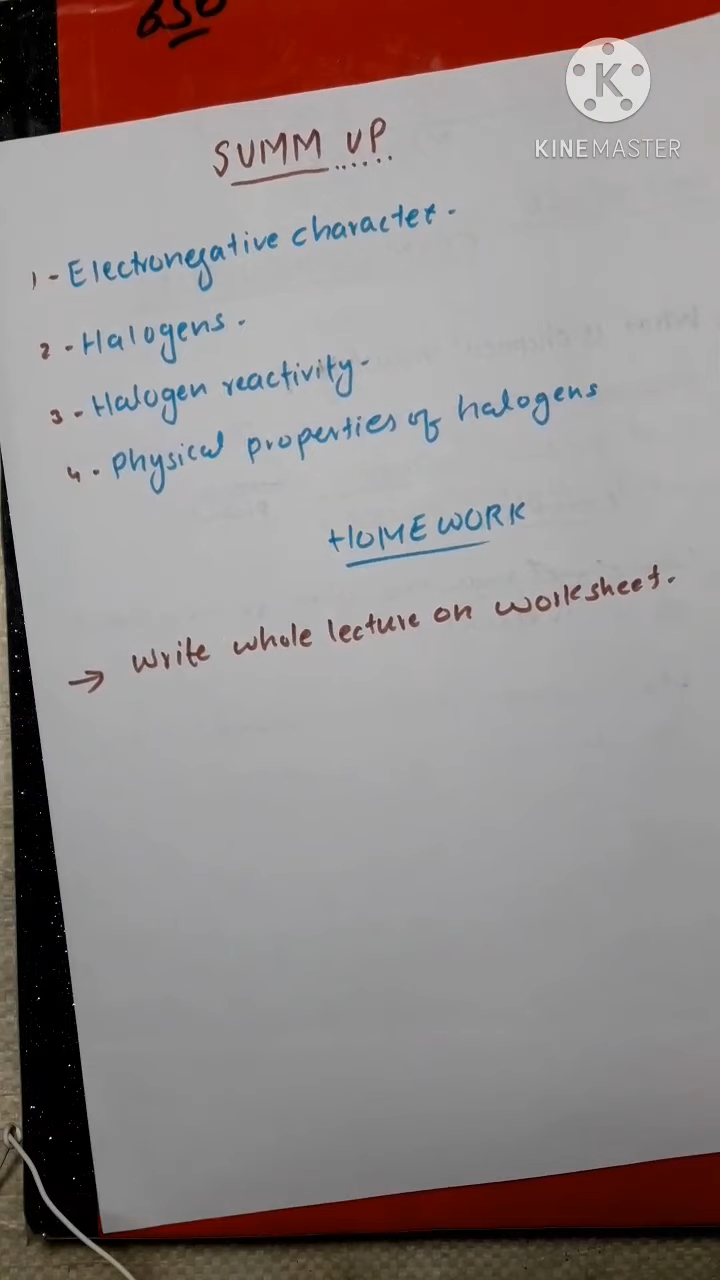 650
K
KINEMASTER
SUMM UP.....
1- Electronegative character.
2. Halogens.
3. Halogen reactivity.
4. Physical properties of halogens
HOMEWORK
→ Write whole lecture on worksheet.